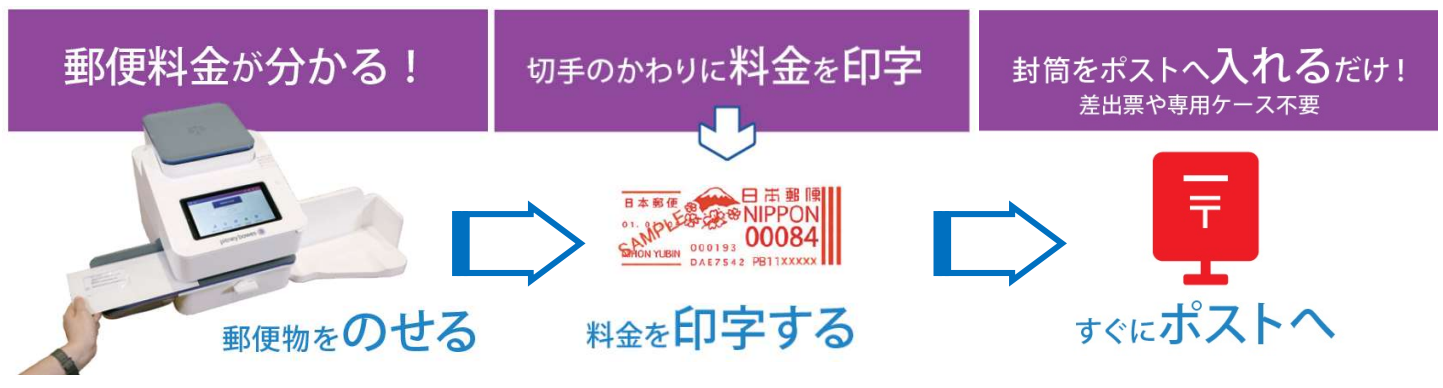 郵便料金が分かる！
切手のかわりに料金を印字
封筒をポストへ入れるだけ！
差出票や専用ケース不要
pitney bowes
日本郵便
日本郵便
NIPPON
00084
SAMPLE
NIHON YUBIN
000193
DAE7542 PB11XXXXX
〒
郵便物をのせる
料金を印字する
すぐにポストへ